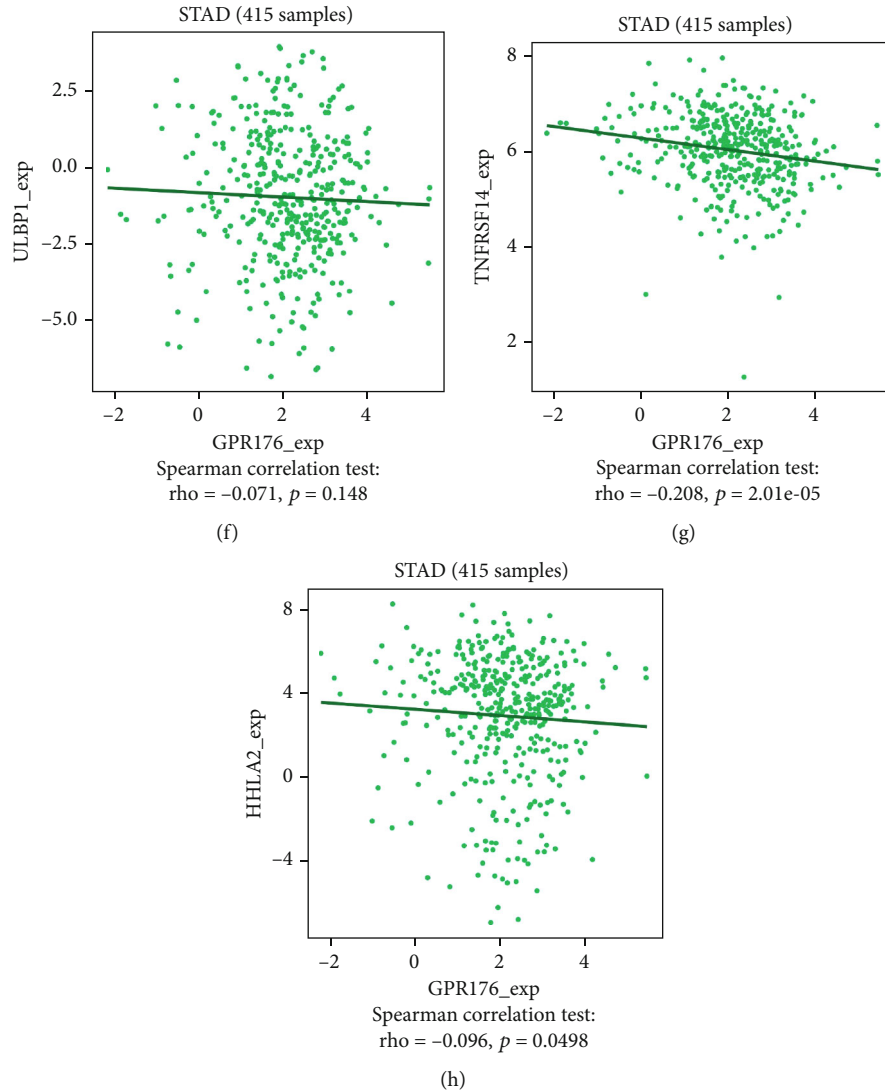 STAD (415 samples)
ULBP1_exp
2.5
0.0
−2.5
−5.0
−2 0 2 4
GPR176_exp
Spearman correlation test:
rho = –0.071, p = 0.148
(f)
STAD (415 samples)
TNFRSF14_exp
8
6
4
2
−2 0 2 4
GPR176_exp
Spearman correlation test:
rho = –0.208, p = 2.01e-05
(g)
STAD (415 samples)
HHLA2_exp
8
4
0
−4
−2 0 2 4
GPR176_exp
Spearman correlation test:
rho = –0.096, p = 0.0498
(h)